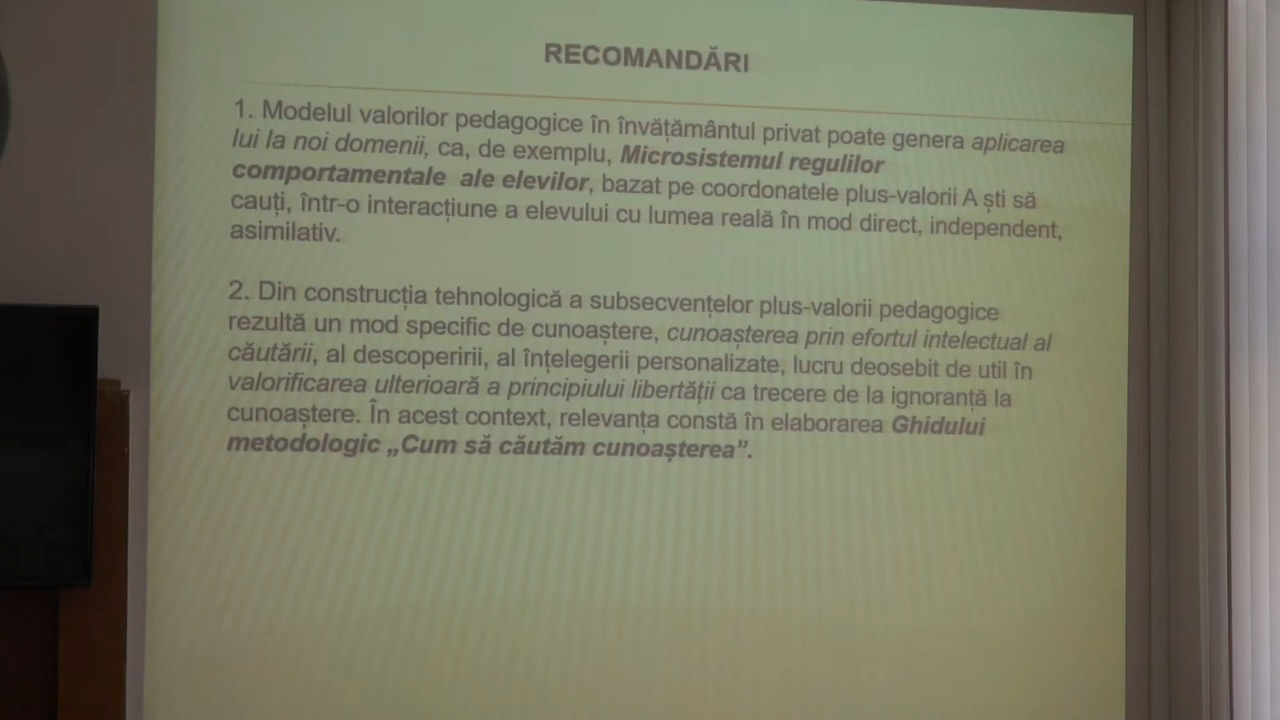 RECOMANDĂRI
1. Modelul valorilor pedagogice în învățământul privat poate genera aplicarea
lui la noi domenii, ca, de exemplu, Microsistemul regulilor
comportamentale ale elevilor, bazat pe coordonatele plus-valorii A ști să
cauți, într-o interacțiune a elevului cu lumea reală în mod direct, independent,
asimilativ.
2. Din construcția tehnologică a subsecvențelor plus-valorii pedagogice
rezultă un mod specific de cunoaștere, cunoașterea prin efortul intelectual al
căutării, al descoperirii, al înțelegerii personalizate, lucru deosebit de util în
valorificarea ulterioară a principiului libertății ca trecere de la ignoranță la
cunoaștere. În acest context, relevanța constă în elaborarea Ghidului
metodologic „Cum să căutăm cunoașterea”.